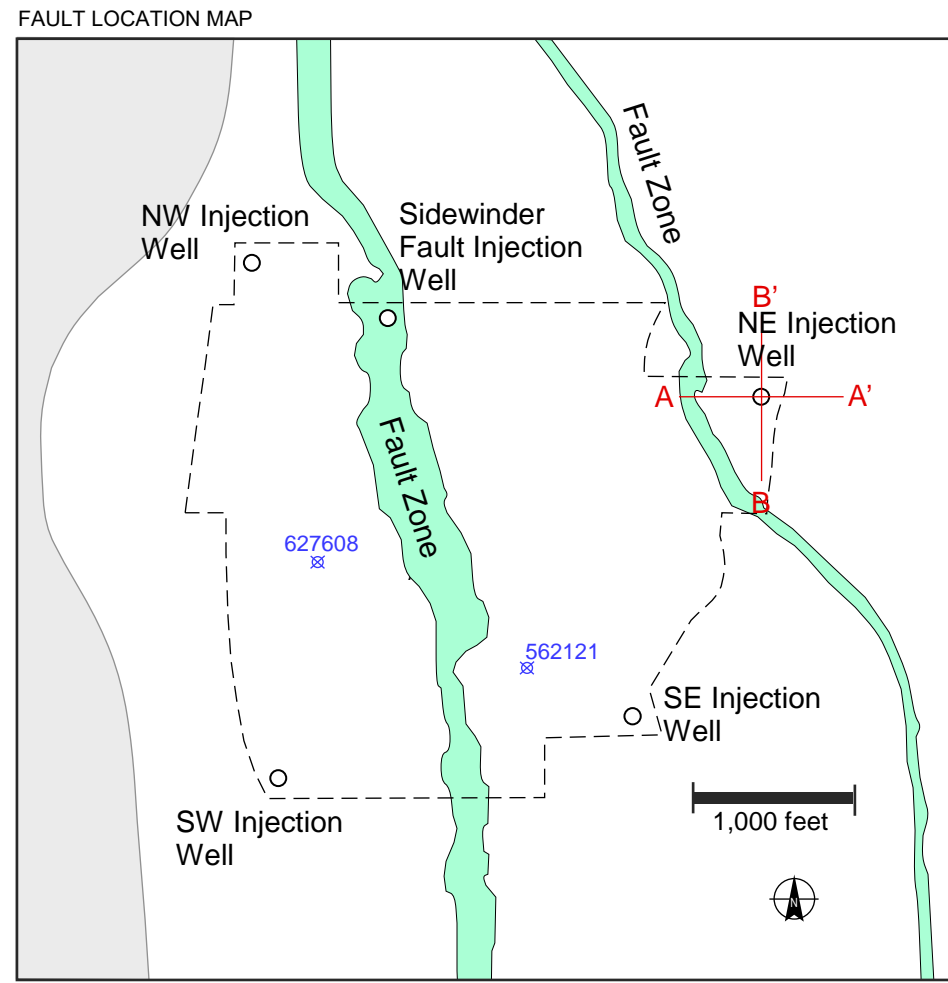 FAULT LOCATION MAP
Fault Zone
NW Injection
Well
Sidewinder
Fault Injection
Well
B'
NE Injection
Well
A
A'
Fault Zone
B
627608
562121
SE Injection
Well
1,000 feet
SW Injection
Well
N